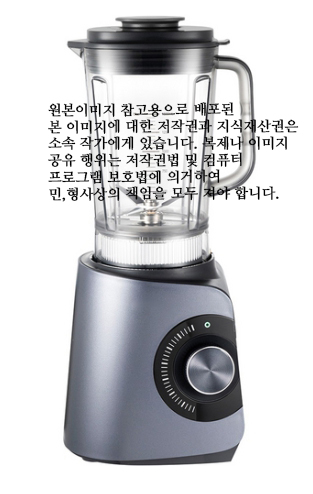 원본이미지 참고용으로 배포된
본 이미지에 대한 저작권과 지식재산권은
소속 작가에게 있습니다. 복제나 이미지
공유 행위는 저작권법 및 컴퓨터
프로그램 보호법에 의거하여
민,형사상의 책임을 모두 져야 합니다.